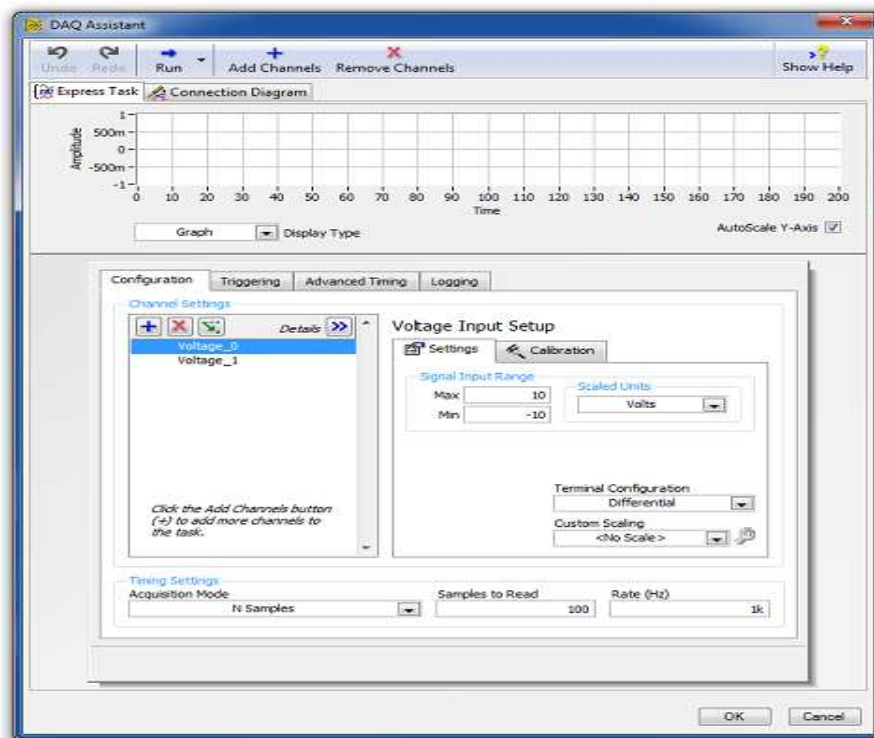 DAQ Assistant
Undo Redo Run Add Channels Remove Channels Show Help
Express Task Connection Diagram
1
500m
0
-500m
-1
Amplitude
0 10 20 30 40 50 60 70 80 90 100 110 120 130 140 150 160 170 180 190 200
Time
Graph Display Type AutoScale Y-Axis
Configuration Triggering Advanced Timing Logging
Channel Settings
Details
Voltage_0
Voltage_1
Click the Add Channels button
(+) to add more channels to
the task.
Voltage Input Setup
Settings Calibration
Signal Input Range
Max 10
Min -10
Scaled Units
Volts
Terminal Configuration
Differential
Custom Scaling
<No Scale>
Timing Settings
Acquisition Mode Samples to Read Rate (Hz)
N Samples 100 1k
OK Cancel